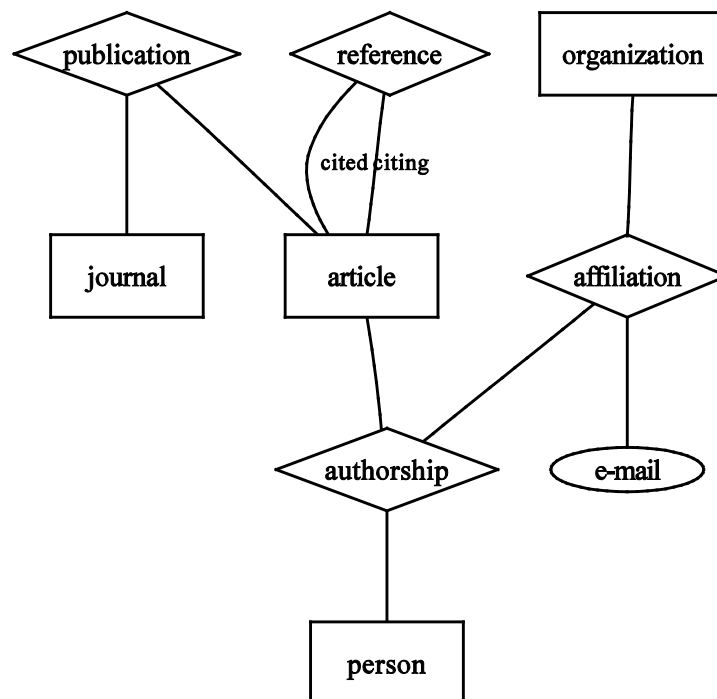 publication
reference
organization
cited citing
journal
article
affiliation
authorship
e-mail
person